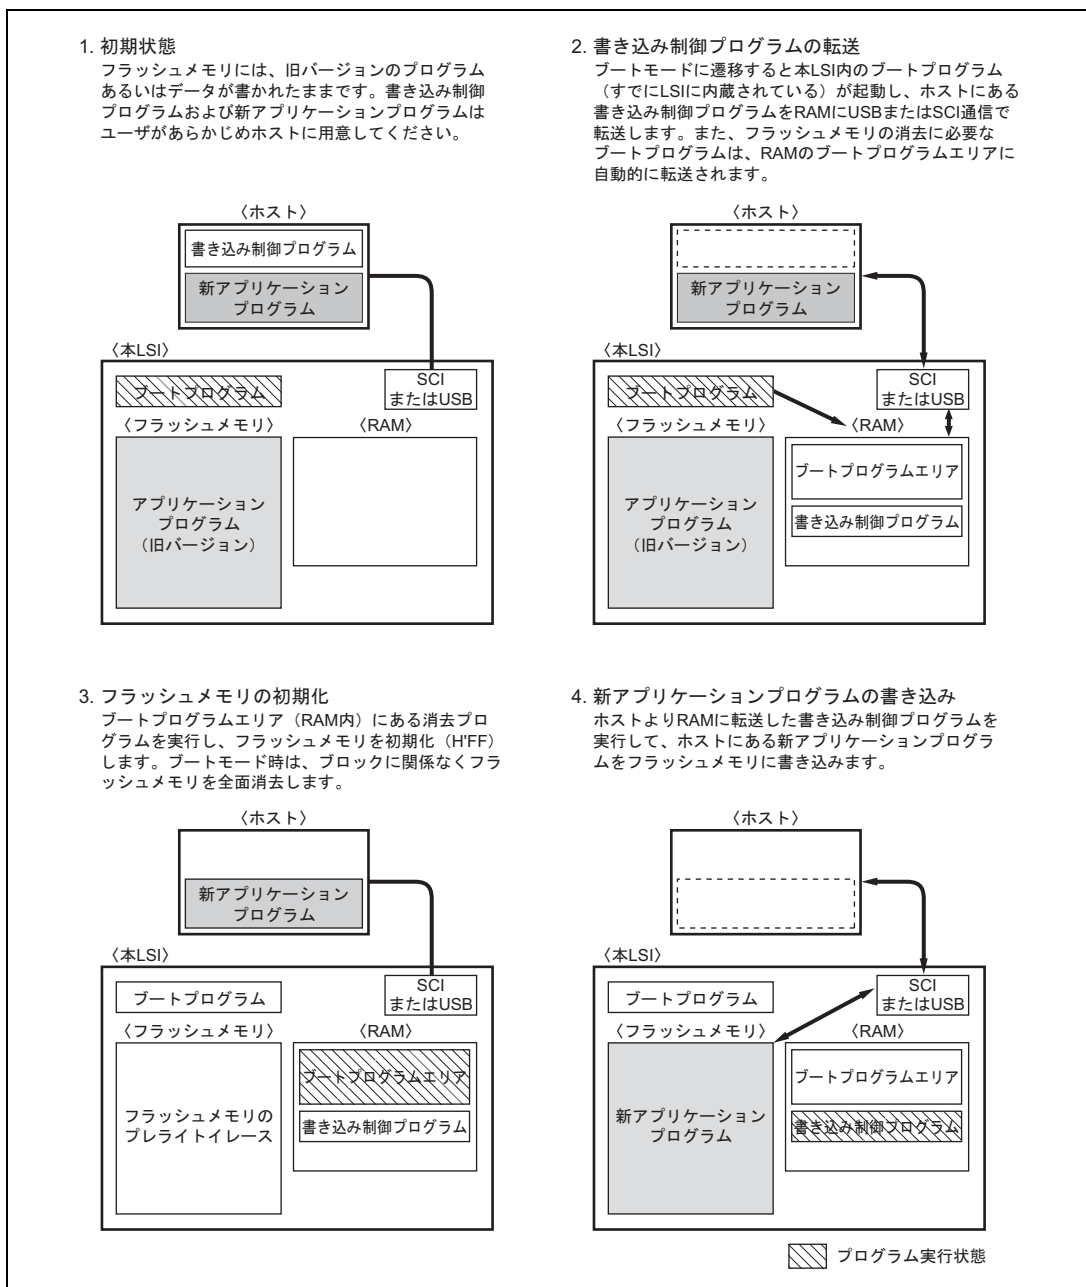 1. 初期状態
フラッシュメモリには、旧バージョンのプログラム
あるいはデータが書かれたままです。書き込み制御
プログラムおよび新アプリケーションプログラムは
ユーザがあらかじめホストに用意してください。
〈ホスト〉
書き込み制御プログラム
新アプリケーション
プログラム
〈本LSI〉
ブートプログラム
SCI
またはUSB
〈フラッシュメモリ〉
〈RAM〉
アプリケーション
プログラム
（旧バージョン）
2. 書き込み制御プログラムの転送
ブートモードに遷移すると本LSI内のブートプログラム
（すでにLSIに内蔵されている）が起動し、ホストにある
書き込み制御プログラムをRAMにUSBまたはSCI通信で
転送します。また、フラッシュメモリの消去に必要な
ブートプログラムは、RAMのブートプログラムエリアに
自動的に転送されます。
〈ホスト〉
新アプリケーション
プログラム
〈本LSI〉
ブートプログラム
SCI
またはUSB
〈フラッシュメモリ〉
〈RAM〉
ブートプログラムエリア
アプリケーション
プログラム
（旧バージョン）
書き込み制御プログラム
3. フラッシュメモリの初期化
ブートプログラムエリア（RAM内）にある消去プロ
グラムを実行し、フラッシュメモリを初期化（H'FF）
します。ブートモード時は、ブロックに関係なくフラ
ッシュメモリを全面消去します。
〈ホスト〉
新アプリケーション
プログラム
〈本LSI〉
ブートプログラム
SCI
またはUSB
〈フラッシュメモリ〉
〈RAM〉
ブートプログラムエリア
フラッシュメモリの
プレライトイレース
書き込み制御プログラム
4. 新アプリケーションプログラムの書き込み
ホストよりRAMに転送した書き込み制御プログラムを
実行して、ホストにある新アプリケーションプログラ
ムをフラッシュメモリに書き込みます。
〈ホスト〉
〈本LSI〉
ブートプログラム
SCI
またはUSB
〈フラッシュメモリ〉
〈RAM〉
ブートプログラムエリア
新アプリケーション
プログラム
書き込み制御プログラム
プログラム実行状態